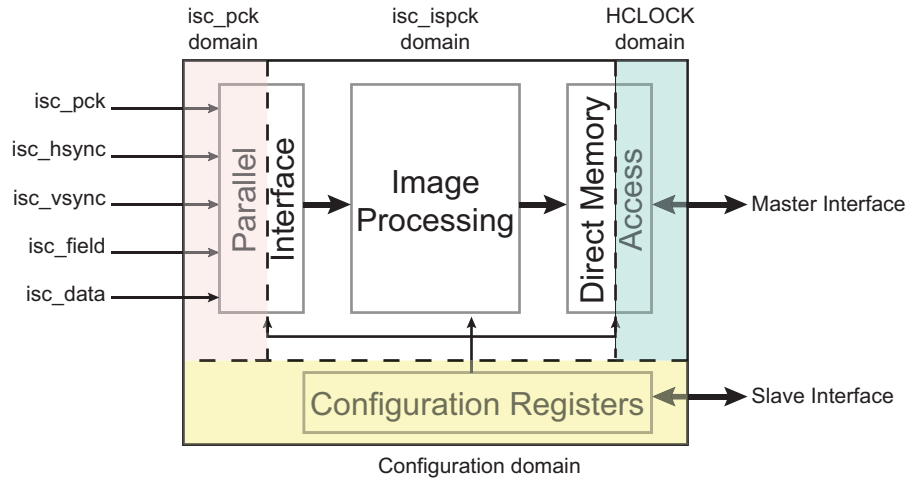 isc_pck
domain
isc_ispck
domain
HCLOCK
domain
isc_pck
isc_hsync
isc_vsync
isc_field
isc_data
Parallel
Interface
Image
Processing
Direct Memory
Access
Master Interface
Configuration Registers
Slave Interface
Configuration domain